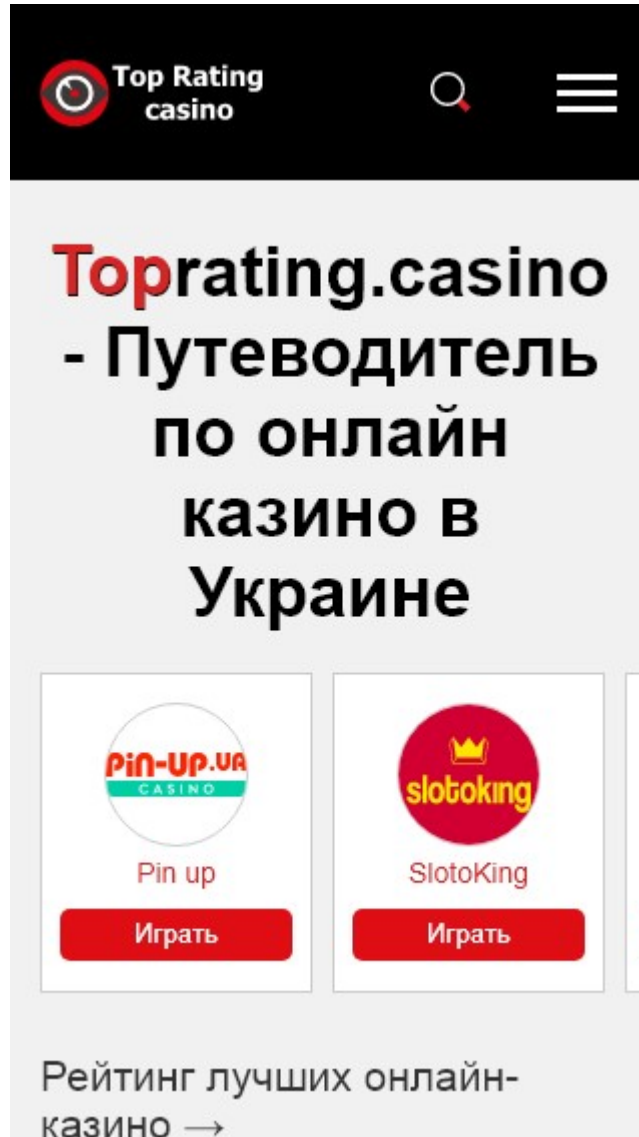 Top Rating
casino
Toprating.casino
- Путеводитель
по онлайн
казино в
Украине
PiN-UP.UA
CASINO
slotoking
Pin up
SlotoKing
Играть
Играть
Рейтинг лучших онлайн-
казино →